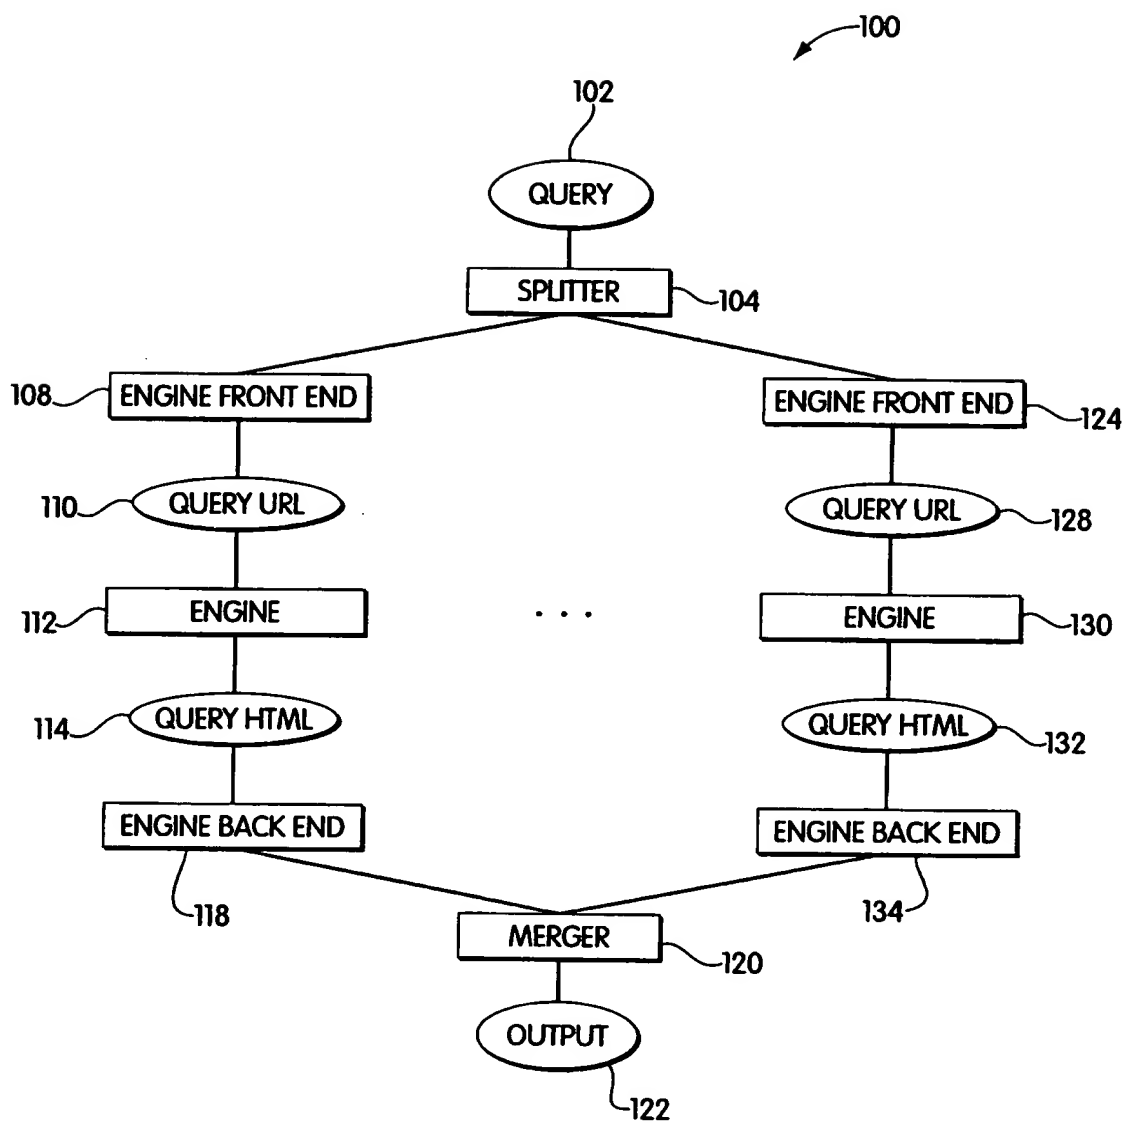 100
102
QUERY
SPLITTER
104
108
ENGINE FRONT END
ENGINE FRONT END
124
110
QUERY URL
QUERY URL
128
112
ENGINE
. . .
ENGINE
130
114
QUERY HTML
QUERY HTML
132
ENGINE BACK END
ENGINE BACK END
118
134
MERGER
120
OUTPUT
122